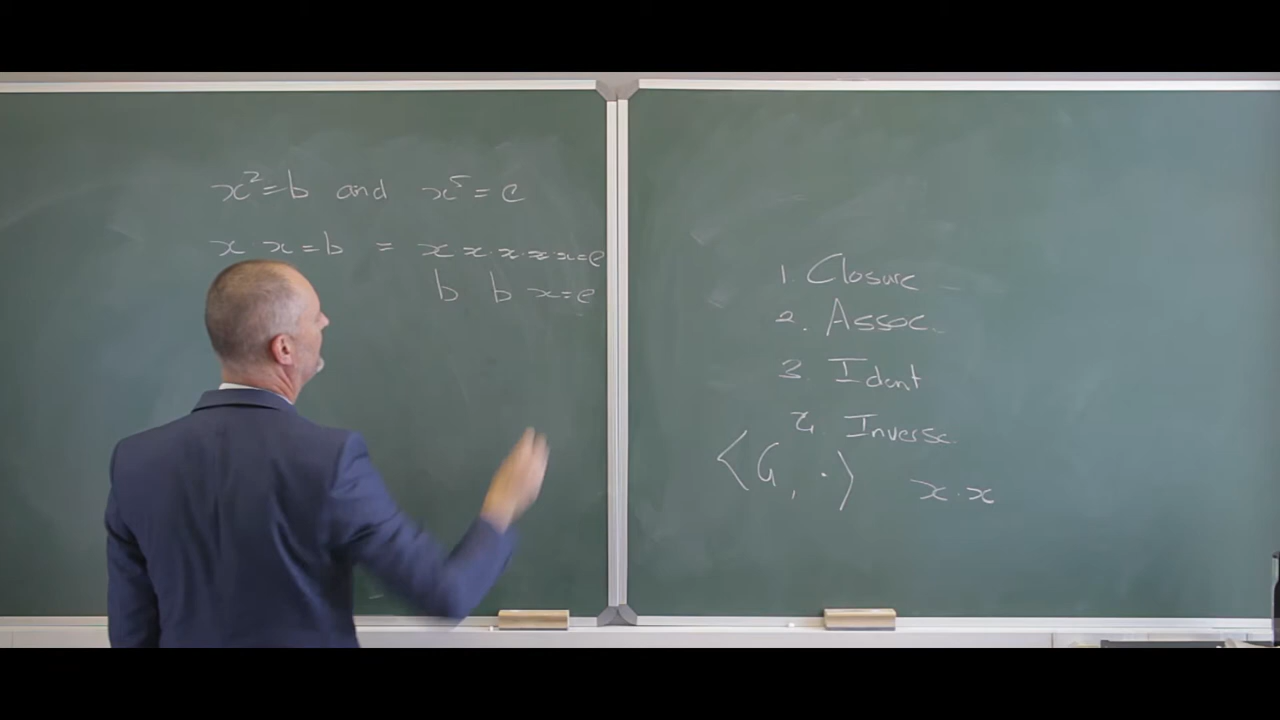 x² = b and x⁵ = e
x · x = b = x x · x · x · x = e
b b x = e
1. Closure
2. Assoc.
3. Ident
4. Inverse.
⟨G, ·⟩ x · x